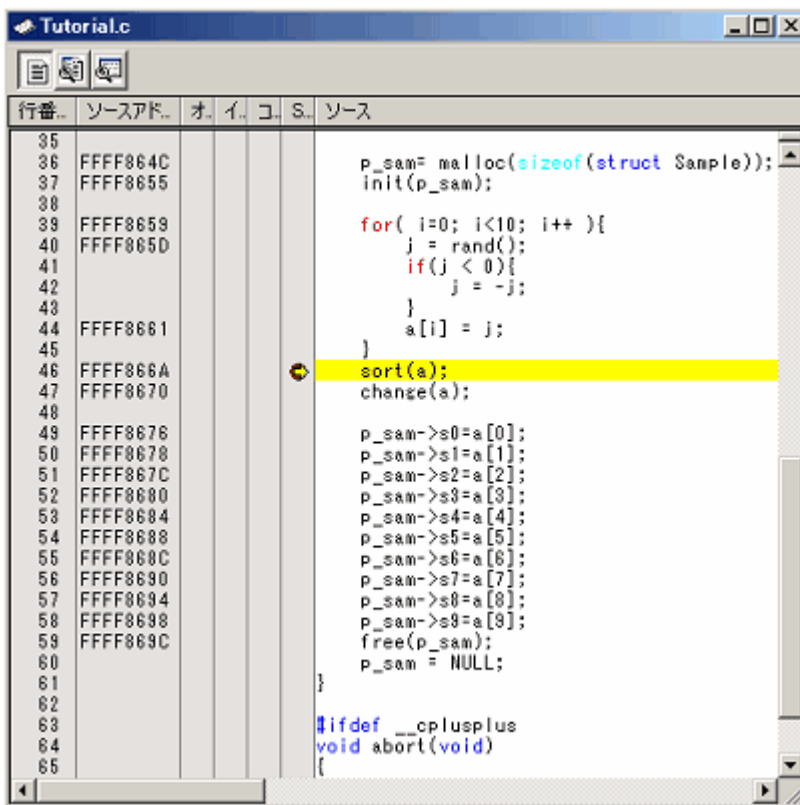 Tutorial.c
行番... ソースアド... オ.. イ.. コ.. S... ソース
35
36 FFFF864C p_sam= malloc(sizeof(struct Sample));
37 FFFF8655 init(p_sam);
38
39 FFFF8659 for( i=0; i<10; i++ ){
40 FFFF865D j = rand();
41 if(j < 0){
42 j = -j;
43 }
44 FFFF8661 a[i] = j;
45 }
46 FFFF866A sort(a);
47 FFFF8670 change(a);
48
49 FFFF8676 p_sam->s0=a[0];
50 FFFF8678 p_sam->s1=a[1];
51 FFFF867C p_sam->s2=a[2];
52 FFFF8680 p_sam->s3=a[3];
53 FFFF8684 p_sam->s4=a[4];
54 FFFF8688 p_sam->s5=a[5];
55 FFFF868C p_sam->s6=a[6];
56 FFFF8690 p_sam->s7=a[7];
57 FFFF8694 p_sam->s8=a[8];
58 FFFF8698 p_sam->s9=a[9];
59 FFFF869C free(p_sam);
60 p_sam = NULL;
61 }
62
63 #ifdef __cplusplus
64 void abort(void)
65 {